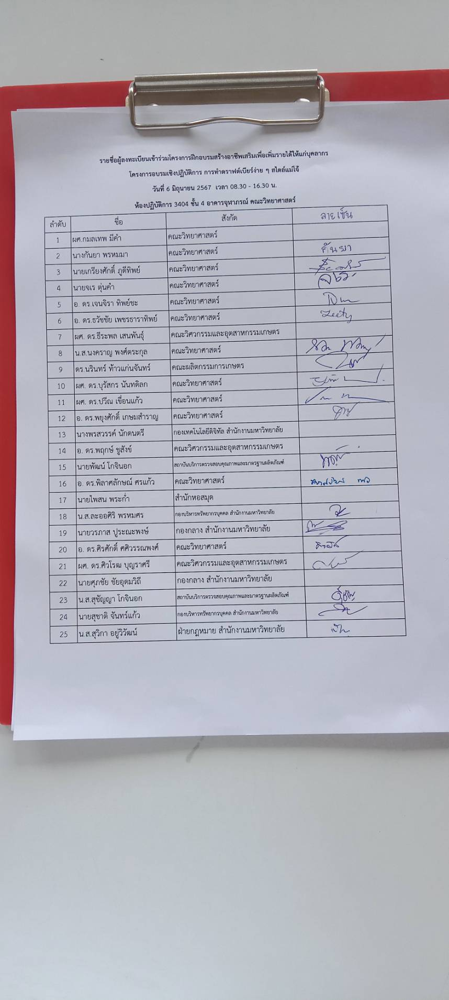 รายชื่อผู้ลงทะเบียนเข้าร่วมโครงการฝึกอบรมสร้างอาชีพเสริมเพื่อเพิ่มรายได้ให้แก่บุคลากร
โครงการอบรมเชิงปฏิบัติการ การทำดราฟต์เบียร์ง่าย ๆ สไตล์แม่โจ้
วันที่ 6 มิถุนายน 2567 เวลา 08.30 - 16.30 น.
ห้องปฏิบัติการ 3404 ชั้น 4 อาคารจุฬาภรณ์ คณะวิทยาศาสตร์
ลำดับ ชื่อ สังกัด ลายเซ็น
1 ผศ.กมลเทพ มีคำ คณะวิทยาศาสตร์
2 นางกันยา พรหมมา คณะวิทยาศาสตร์ กันยา
3 นายเกรียงศักดิ์ ภูดีทิพย์ คณะวิทยาศาสตร์
4 นายจเร ตุ่นคำ คณะวิทยาศาสตร์
5 อ. ดร.เจนจิรา ทิพย์ชะ คณะวิทยาศาสตร์
6 อ. ดร.ธวัชชัย เพชรธาราทิพย์ คณะวิทยาศาสตร์
7 ผศ. ดร.ธีระพล เสนพันธุ์ คณะวิศวกรรมและอุตสาหกรรมเกษตร
8 น.ส.นงคราญ พงศ์ตระกุล คณะวิทยาศาสตร์
9 ดร.นรินทร์ ท้าวแก่นจันทร์ คณะผลิตกรรมการเกษตร
10 ผศ. ดร.บุรัสกร นันทดิลก คณะวิทยาศาสตร์
11 ผศ. ดร.ปวีณ เขื่อนแก้ว คณะวิทยาศาสตร์
12 อ. ดร.พยุงศักดิ์ เกษมสำราญ คณะวิทยาศาสตร์
13 นางพรสวรรค์ นักดนตรี กองเทคโนโลยีดิจิทัล สำนักงานมหาวิทยาลัย
14 อ. ดร.พฤกษ์ ชูสังข์ คณะวิศวกรรมและอุตสาหกรรมเกษตร
15 นายพัฒน์ โกจินอก สถาบันบริการตรวจสอบคุณภาพและมาตรฐานผลิตภัณฑ์
16 อ. ดร.พิลาศลักษณ์ ศรแก้ว คณะวิทยาศาสตร์
17 นายไพสน พระก่ำ สำนักหอสมุด
18 น.ส.ละออศิริ พรหมศร กองบริหารทรัพยากรบุคคล สำนักงานมหาวิทยาลัย
19 นายวรภาส ปูระณะพงษ์ กองกลาง สำนักงานมหาวิทยาลัย
20 อ. ดร.ศิรศักดิ์ ศศิวรรณพงศ์ คณะวิทยาศาสตร์
21 ผศ. ดร.ศิวโรฒ บุญราศรี คณะวิศวกรรมและอุตสาหกรรมเกษตร
22 นายศุภชัย ชัยอุดมวิถี กองกลาง สำนักงานมหาวิทยาลัย
23 น.ส.สุชัญญา โกจินอก สถาบันบริการตรวจสอบคุณภาพและมาตรฐานผลิตภัณฑ์
24 นายสุชาติ จันทร์แก้ว กองบริหารทรัพยากรบุคคล สำนักงานมหาวิทยาลัย
25 น.ส.สุวิกา อยู่วิวัฒน์ ฝ่ายกฎหมาย สำนักงานมหาวิทยาลัย